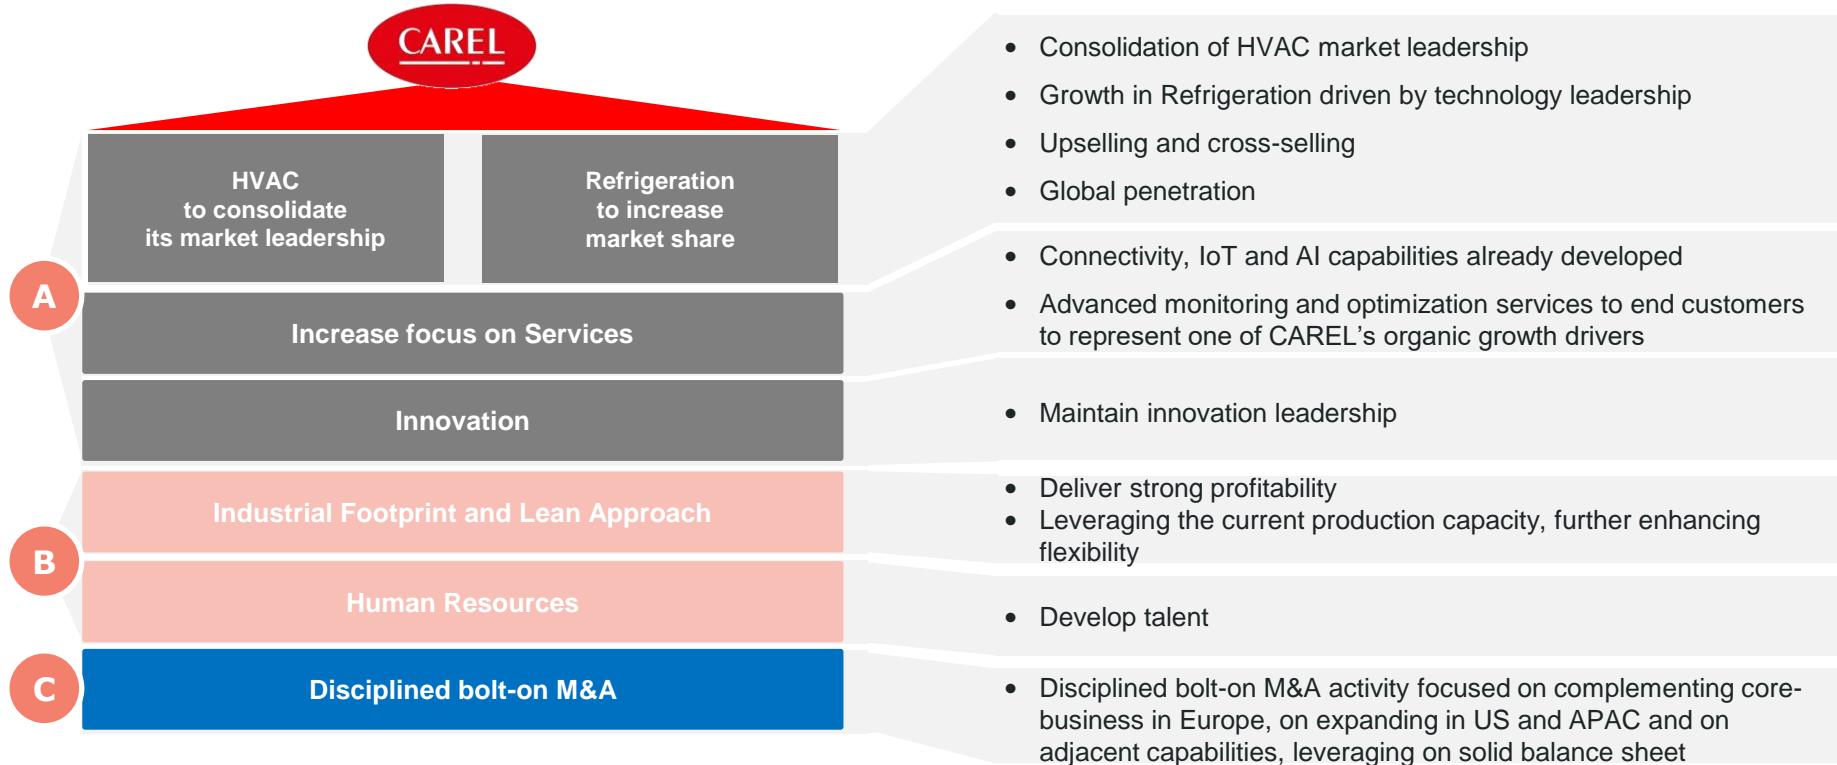 CAREL
HVAC
to consolidate
its market leadership
Refrigeration
to increase
market share
A
Increase focus on Services
Innovation
B
Industrial Footprint and Lean Approach
Human Resources
C
Disciplined bolt-on M&A
• Consolidation of HVAC market leadership
• Growth in Refrigeration driven by technology leadership
• Upselling and cross-selling
• Global penetration
• Connectivity, IoT and AI capabilities already developed
• Advanced monitoring and optimization services to end customers
to represent one of CAREL’s organic growth drivers
• Maintain innovation leadership
• Deliver strong profitability
• Leveraging the current production capacity, further enhancing
flexibility
• Develop talent
• Disciplined bolt-on M&A activity focused on complementing core-
business in Europe, on expanding in US and APAC and on
adjacent capabilities, leveraging on solid balance sheet